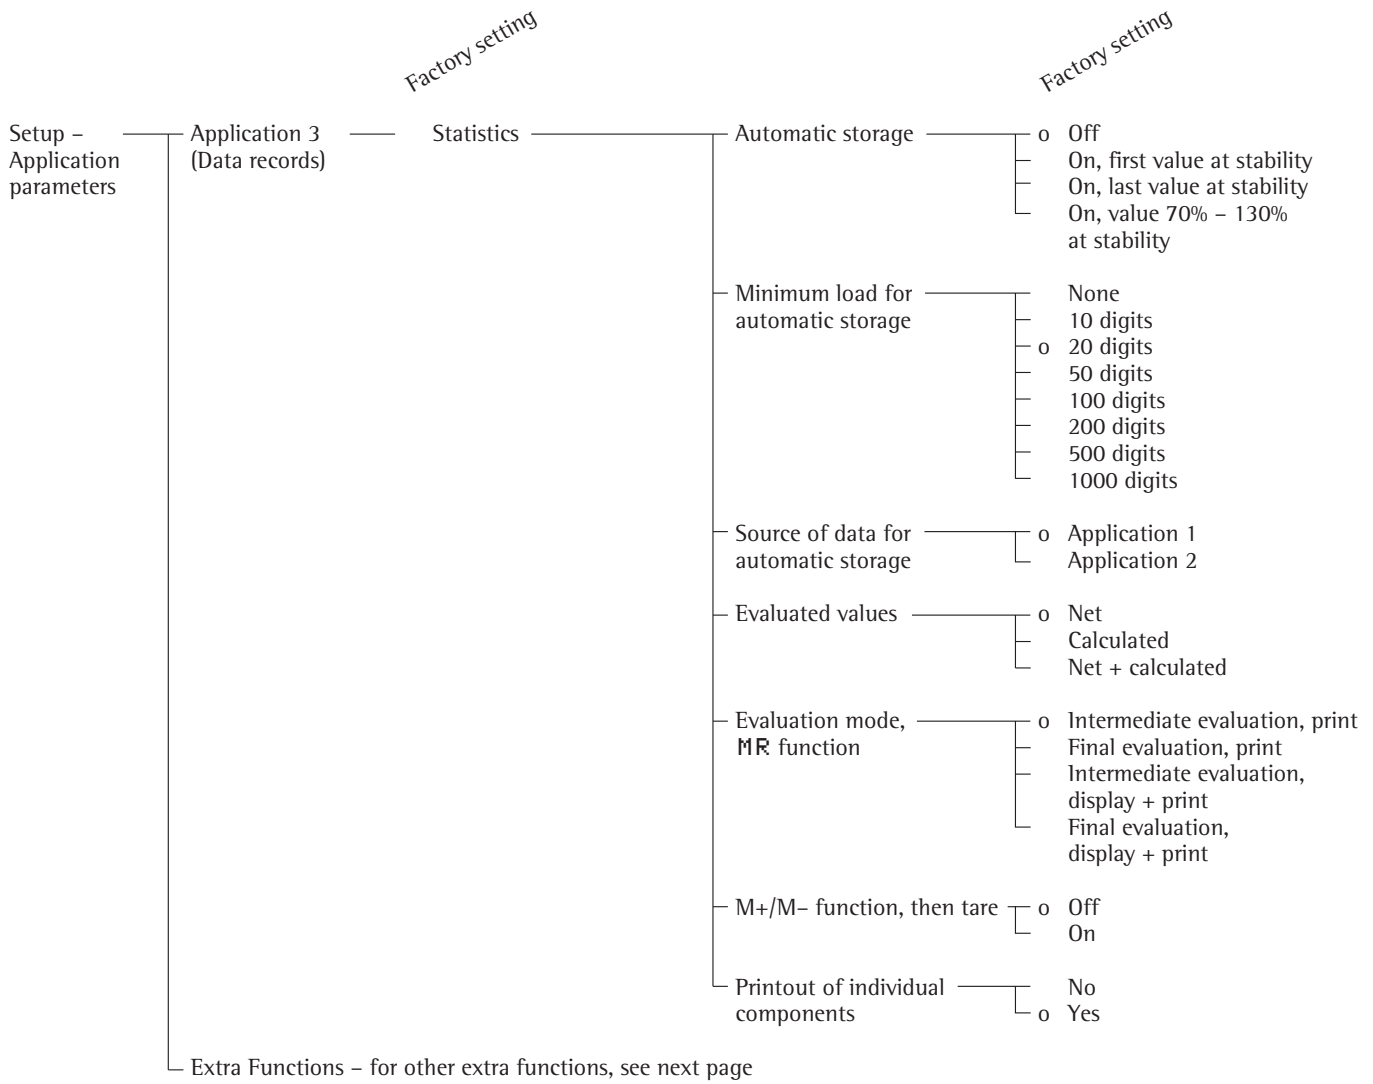 Factory setting
Factory setting
Setup –
Application
parameters
Application 3
(Data records)
Statistics
Automatic storage
o Off
On, first value at stability
On, last value at stability
On, value 70% – 130%
at stability
Minimum load for
automatic storage
None
10 digits
o 20 digits
50 digits
100 digits
200 digits
500 digits
1000 digits
Source of data for
automatic storage
o Application 1
Application 2
Evaluated values
o Net
Calculated
Net + calculated
Evaluation mode,
MR function
o Intermediate evaluation, print
Final evaluation, print
Intermediate evaluation,
display + print
Final evaluation,
display + print
M+/M– function, then tare
o Off
On
Printout of individual
components
No
o Yes
Extra Functions – for other extra functions, see next page